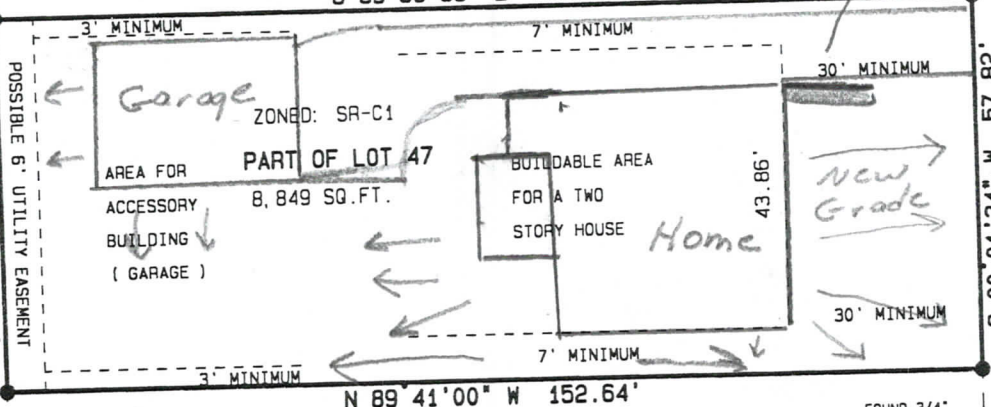 3' MINIMUM
7' MINIMUM
30' MINIMUM
POSSIBLE 6' UTILITY EASEMENT
Garage
ZONED: SR-C1
PART OF LOT 47
8,849 SQ.FT.
AREA FOR
ACCESSORY
BUILDING
( GARAGE )
BUILDABLE AREA
FOR A TWO
STORY HOUSE
Home
43.86'
New
Grade
30' MINIMUM
7' MINIMUM
3' MINIMUM
N 89°41'00" W 152.64'
57.82'